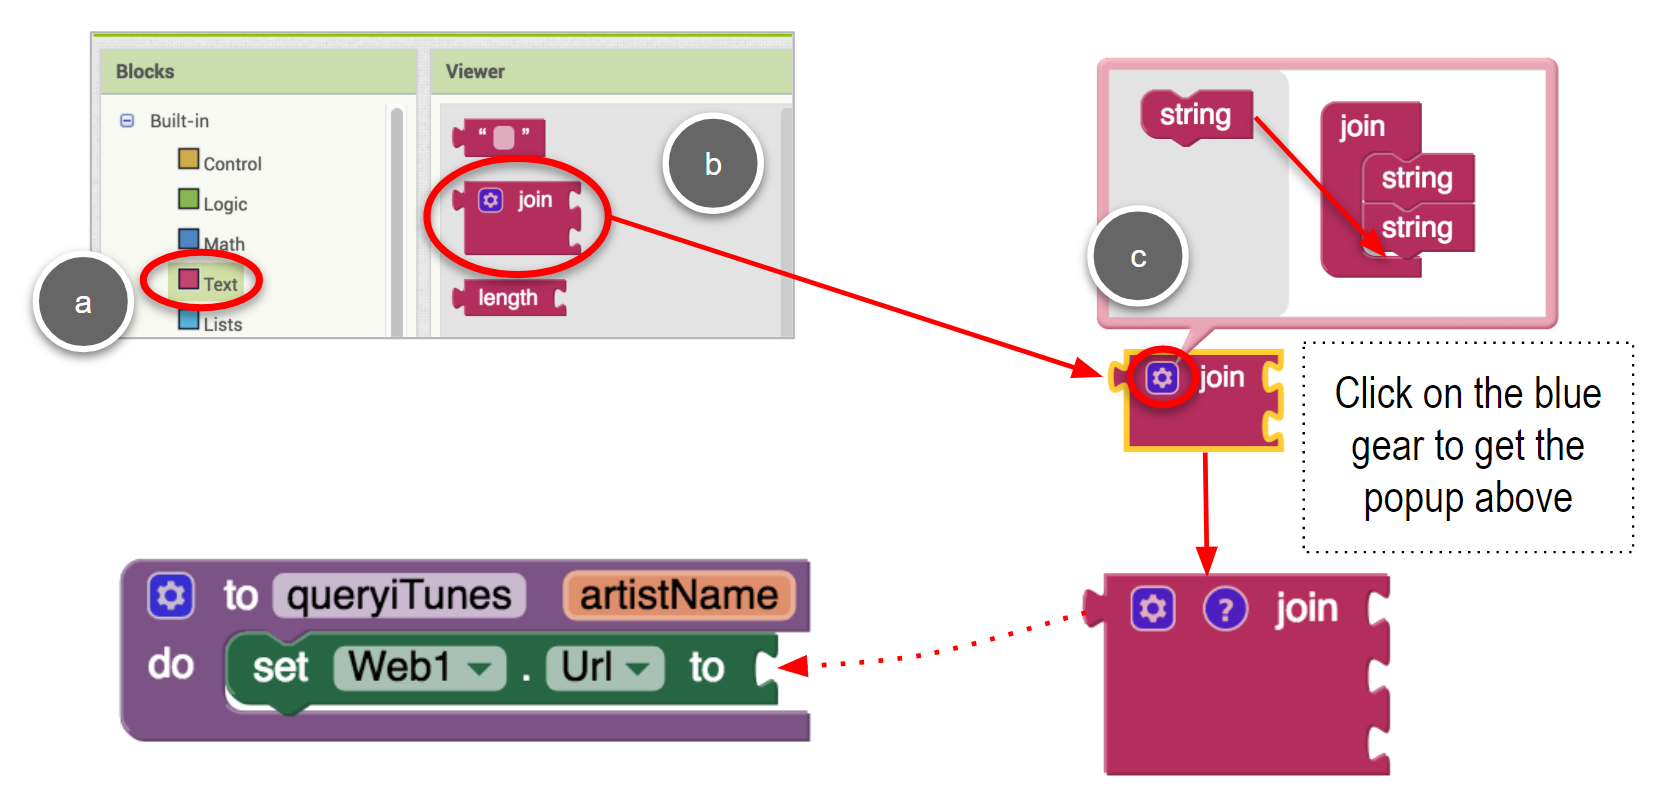 Blocks
Viewer
Built-in
Control
Logic
Math
Text
Lists
a
“ ”
join
length
b
string
join
string
string
c
join
Click on the blue
gear to get the
popup above
to queryiTunes artistName
do set Web1 . Url to
? join